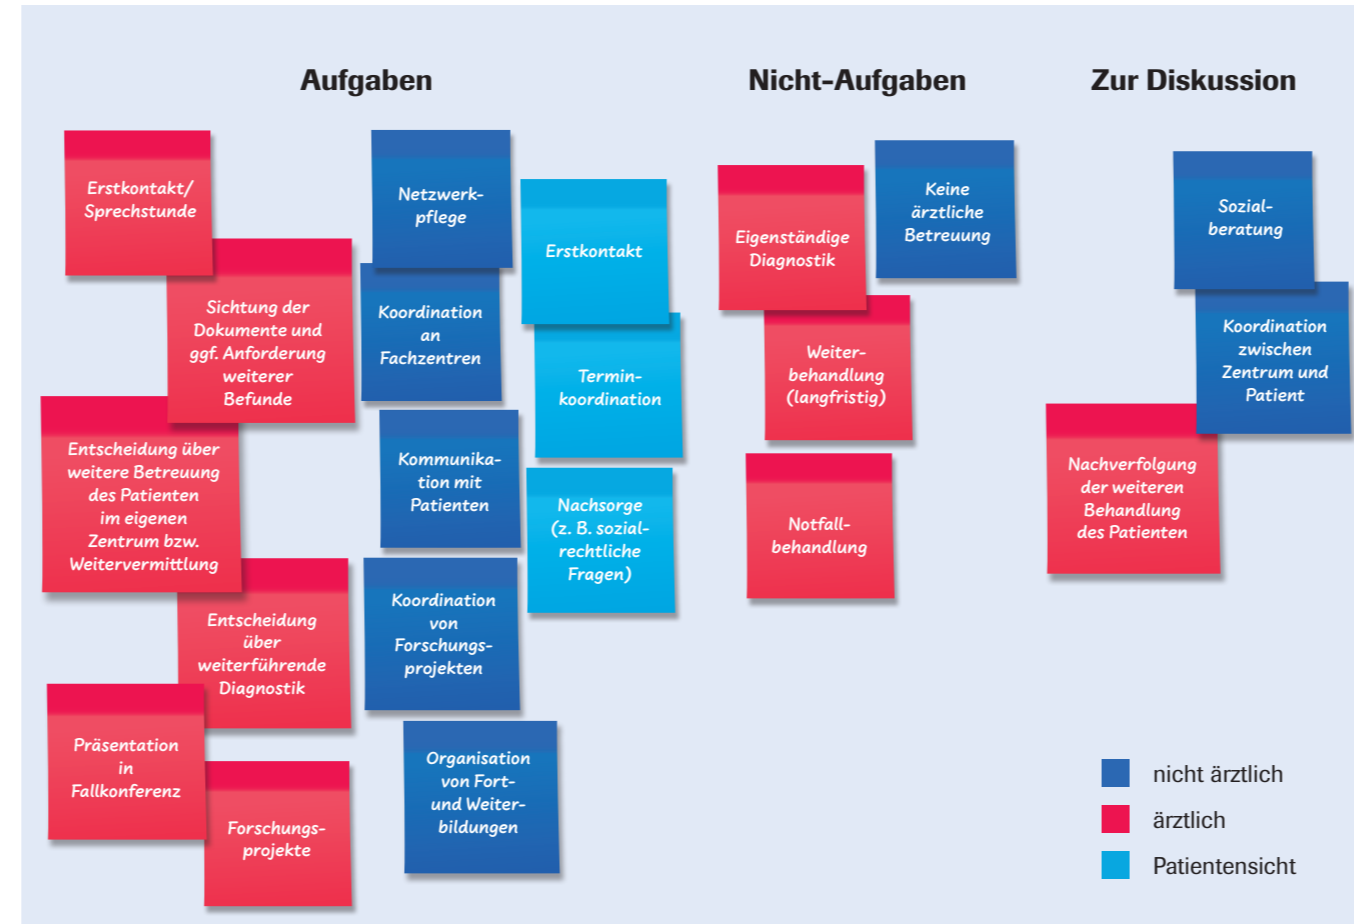 Aufgaben
Erstkontakt/
Sprechstunde
Sichtung der
Dokumente und
ggf. Anforderung
weiterer
Befunde
Entscheidung über
weitere Betreuung
des Patienten
im eigenen
Zentrum bzw.
Weitervermittlung
Entscheidung
über
weiterführende
Diagnostik
Präsentation
in
Fallkonferenz
Forschungs-
projekte
Netzwerk-
pflege
Koordination
an
Fachzentren
Kommunika-
tion mit
Patienten
Koordination
von
Forschungs-
projekten
Organisation
von Fort-
und Weiter-
bildungen
Erstkontakt
Termin-
koordination
Nachsorge
(z. B. sozial-
rechtliche
Fragen)
Nicht-Aufgaben
Eigenständige
Diagnostik
Weiter-
behandlung
(langfristig)
Notfall-
behandlung
Keine
ärztliche
Betreuung
Zur Diskussion
Sozial-
beratung
Koordination
zwischen
Zentrum und
Patient
Nachverfolgung
der weiteren
Behandlung
des Patienten
nicht ärztlich
ärztlich
Patientensicht